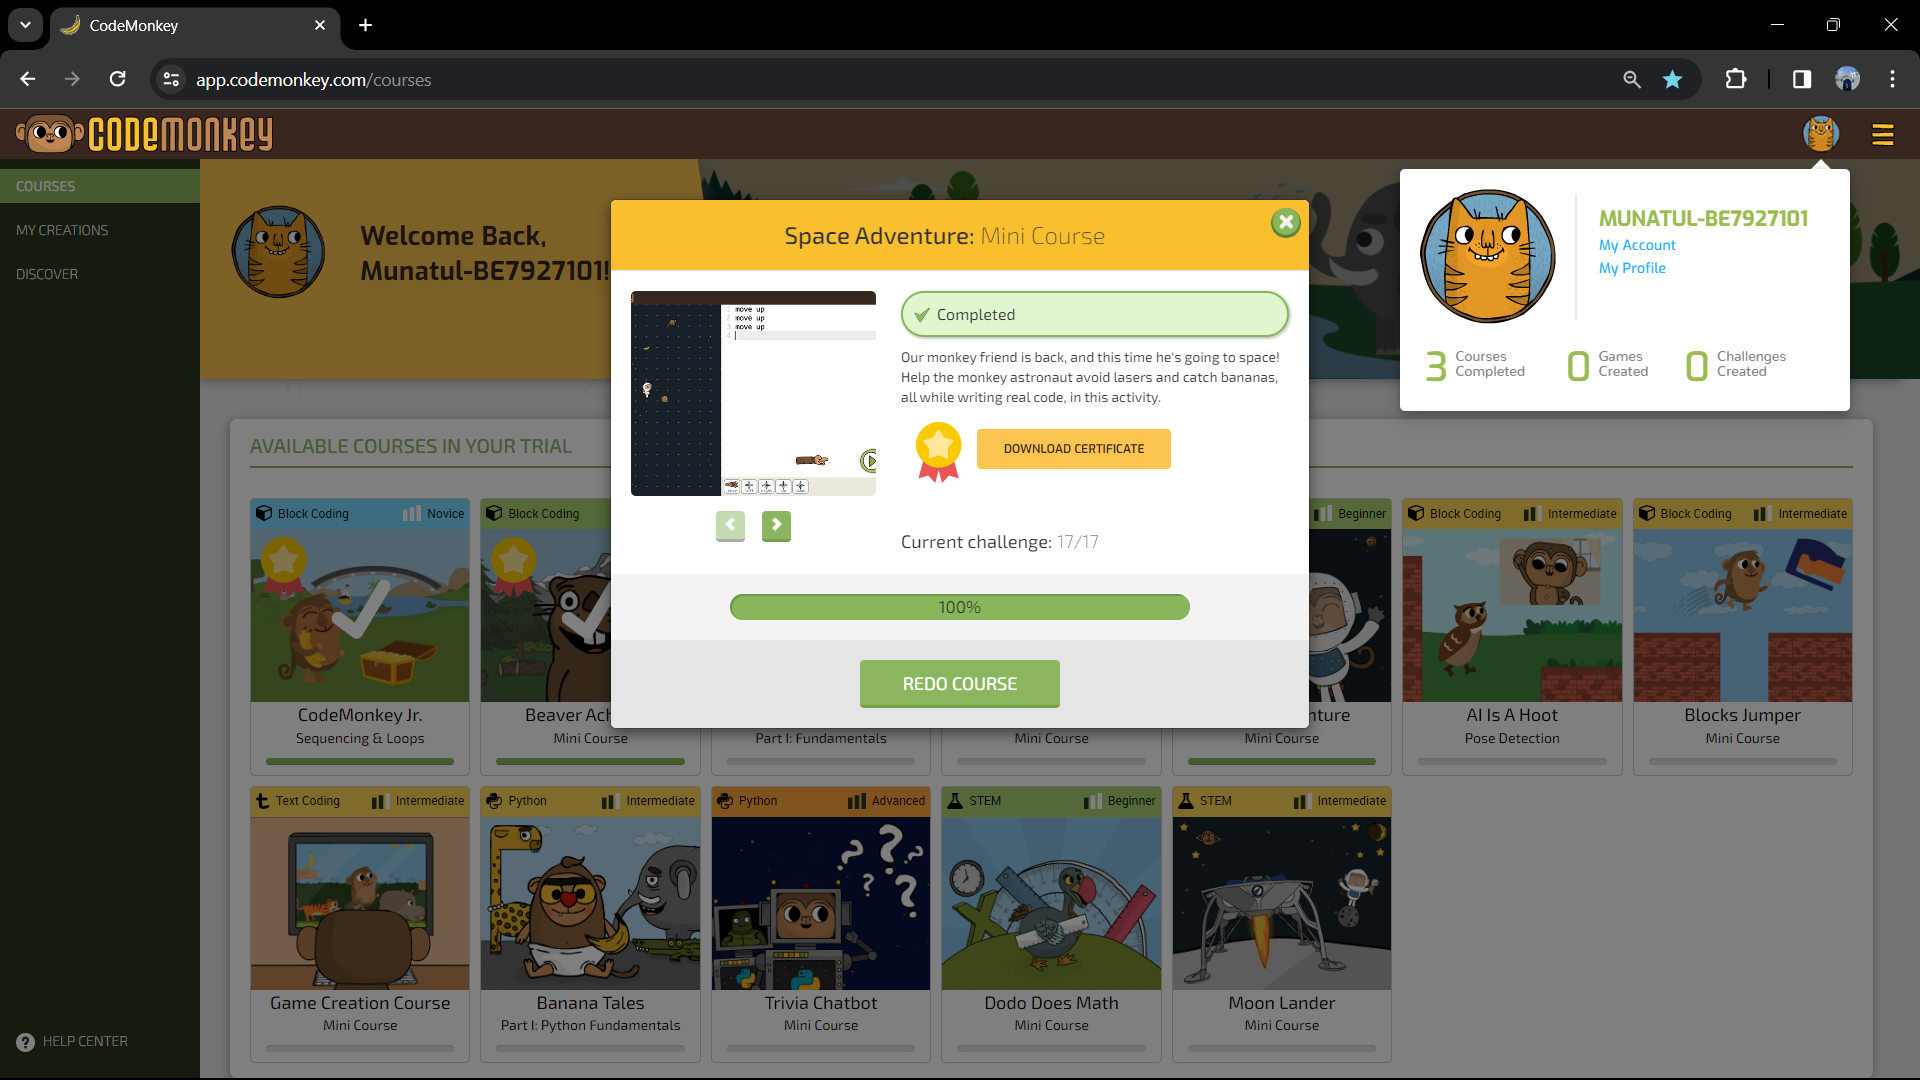 CodeMonkey
app.codemonkey.com/courses
CODEMONKEY
COURSES
MY CREATIONS
DISCOVER
HELP CENTER
Welcome Back,
Munatul-BE7927101!
MUNATUL-BE7927101
My Account
My Profile
3 Courses Completed
0 Games Created
0 Challenges Created
Space Adventure: Mini Course
move up
move up
move up
4
Completed
Our monkey friend is back, and this time he's going to space!
Help the monkey astronaut avoid lasers and catch bananas,
all while writing real code, in this activity.
DOWNLOAD CERTIFICATE
Current challenge: 17/17
100%
REDO COURSE
AVAILABLE COURSES IN YOUR TRIAL
Block Coding Novice
CodeMonkey Jr.
Sequencing & Loops
Block Coding
Beaver Ach
Mini Course
Part I: Fundamentals
Mini Course
Beginner
nture
Mini Course
Block Coding Intermediate
AI Is A Hoot
Pose Detection
Block Coding Intermediate
Blocks Jumper
Mini Course
Text Coding Intermediate
Game Creation Course
Mini Course
Python Intermediate
Banana Tales
Part I: Python Fundamentals
Python Advanced
Trivia Chatbot
Mini Course
STEM Beginner
Dodo Does Math
Mini Course
STEM Intermediate
Moon Lander
Mini Course